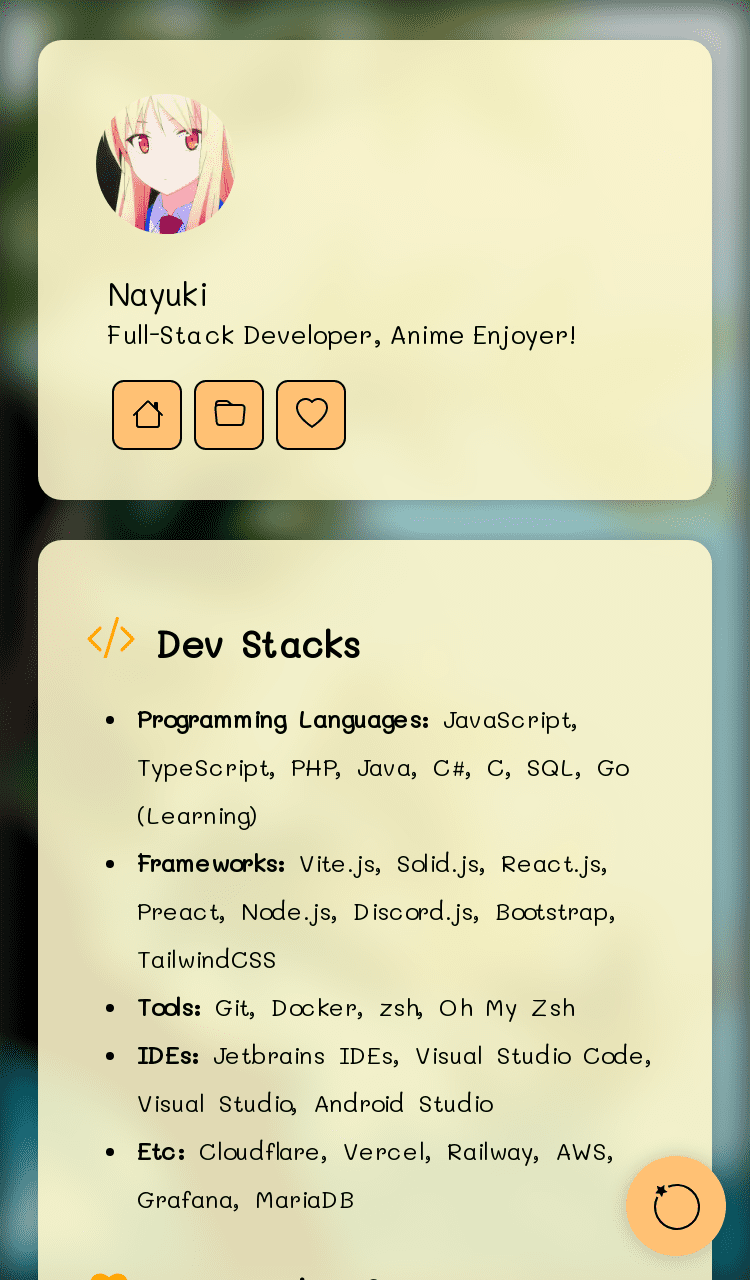 Nayuki
Full-Stack Developer, Anime Enjoyer!
Dev Stacks
Programming Languages: JavaScript,
TypeScript, PHP, Java, C#, C, SQL, Go
(Learning)
Frameworks: Vite.js, Solid.js, React.js,
Preact, Node.js, Discord.js, Bootstrap,
TailwindCSS
Tools: Git, Docker, zsh, Oh My Zsh
IDEs: Jetbrains IDEs, Visual Studio Code,
Visual Studio, Android Studio
Etc: Cloudflare, Vercel, Railway, AWS,
Grafana, MariaDB